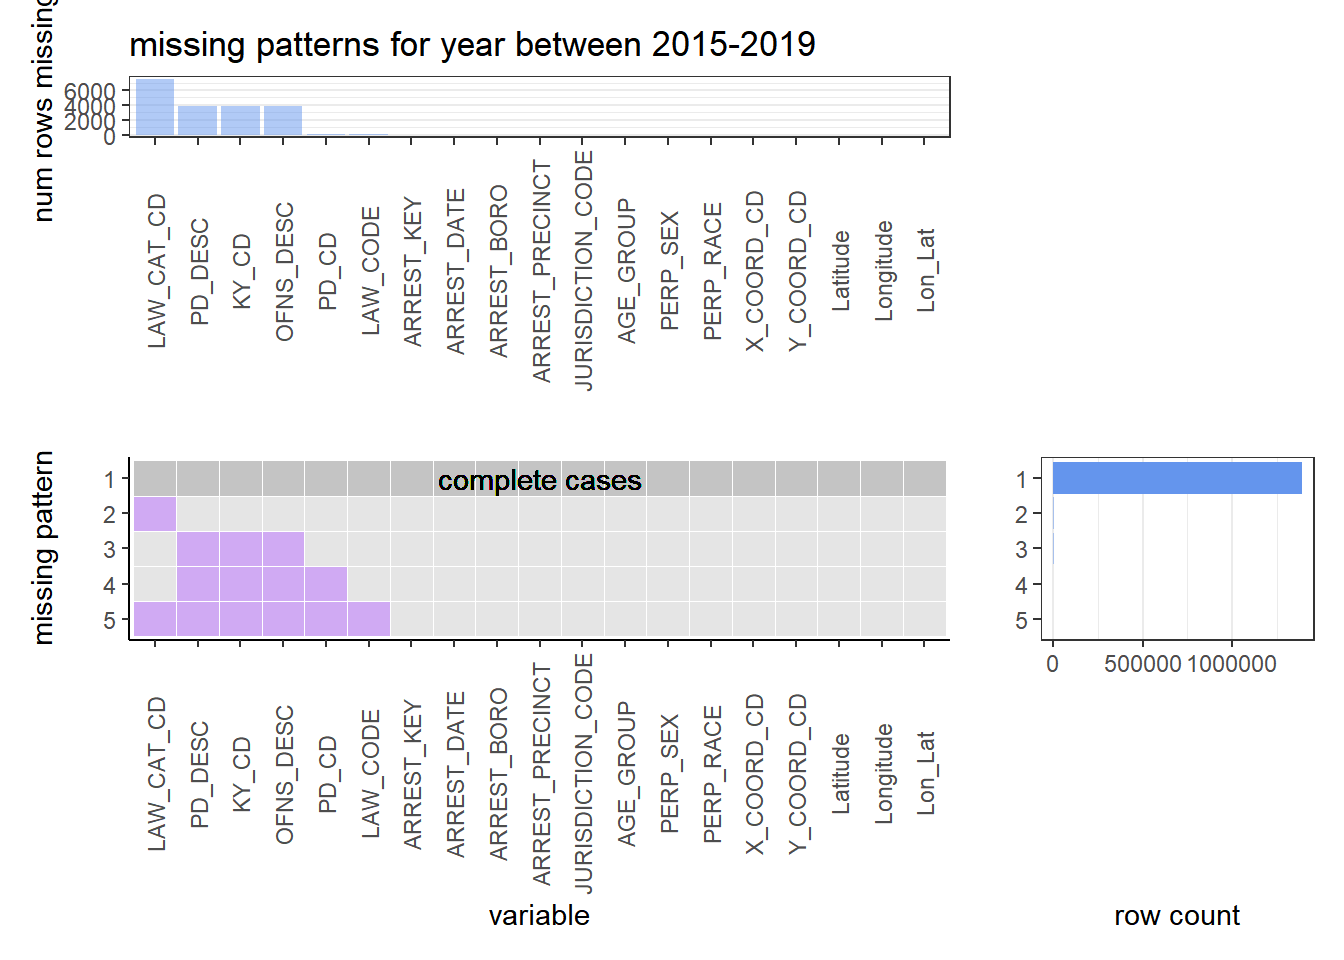 missing patterns for year between 2015-2019
num rows missing
6000
4000
2000
0
LAW_CAT_CD
PD_DESC
KY_CD
OFNS_DESC
PD_CD
LAW_CODE
ARREST_KEY
ARREST_DATE
ARREST_BORO
ARREST_PRECINCT
JURISDICTION_CODE
AGE_GROUP
PERP_SEX
PERP_RACE
X_COORD_CD
Y_COORD_CD
Latitude
Longitude
Lon_Lat
missing pattern
1
2
3
4
5
complete cases
LAW_CAT_CD
PD_DESC
KY_CD
OFNS_DESC
PD_CD
LAW_CODE
ARREST_KEY
ARREST_DATE
ARREST_BORO
ARREST_PRECINCT
JURISDICTION_CODE
AGE_GROUP
PERP_SEX
PERP_RACE
X_COORD_CD
Y_COORD_CD
Latitude
Longitude
Lon_Lat
variable
1
2
3
4
5
0
500000
1000000
row count